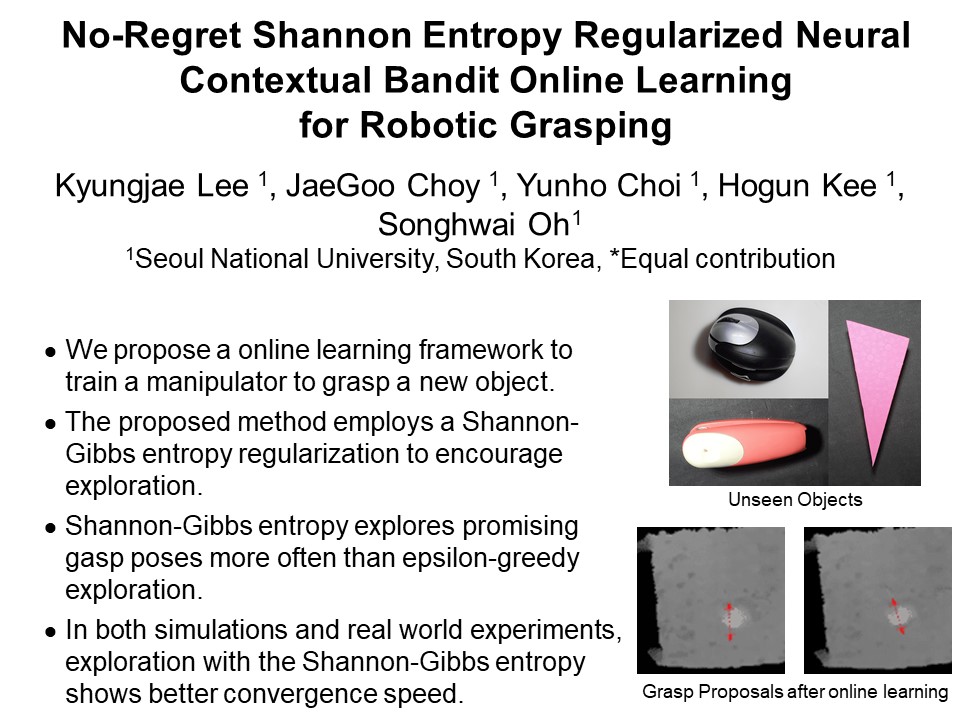 No-Regret Shannon Entropy Regularized Neural
Contextual Bandit Online Learning
for Robotic Grasping
Kyungjae Lee ¹, JaeGoo Choy ¹, Yunho Choi ¹, Hogun Kee ¹,
Songhwai Oh¹
¹Seoul National University, South Korea, *Equal contribution
● We propose a online learning framework to
train a manipulator to grasp a new object.
● The proposed method employs a Shannon-
Gibbs entropy regularization to encourage
exploration.
● Shannon-Gibbs entropy explores promising
gasp poses more often than epsilon-greedy
exploration.
● In both simulations and real world experiments,
exploration with the Shannon-Gibbs entropy
shows better convergence speed.
Unseen Objects
Grasp Proposals after online learning